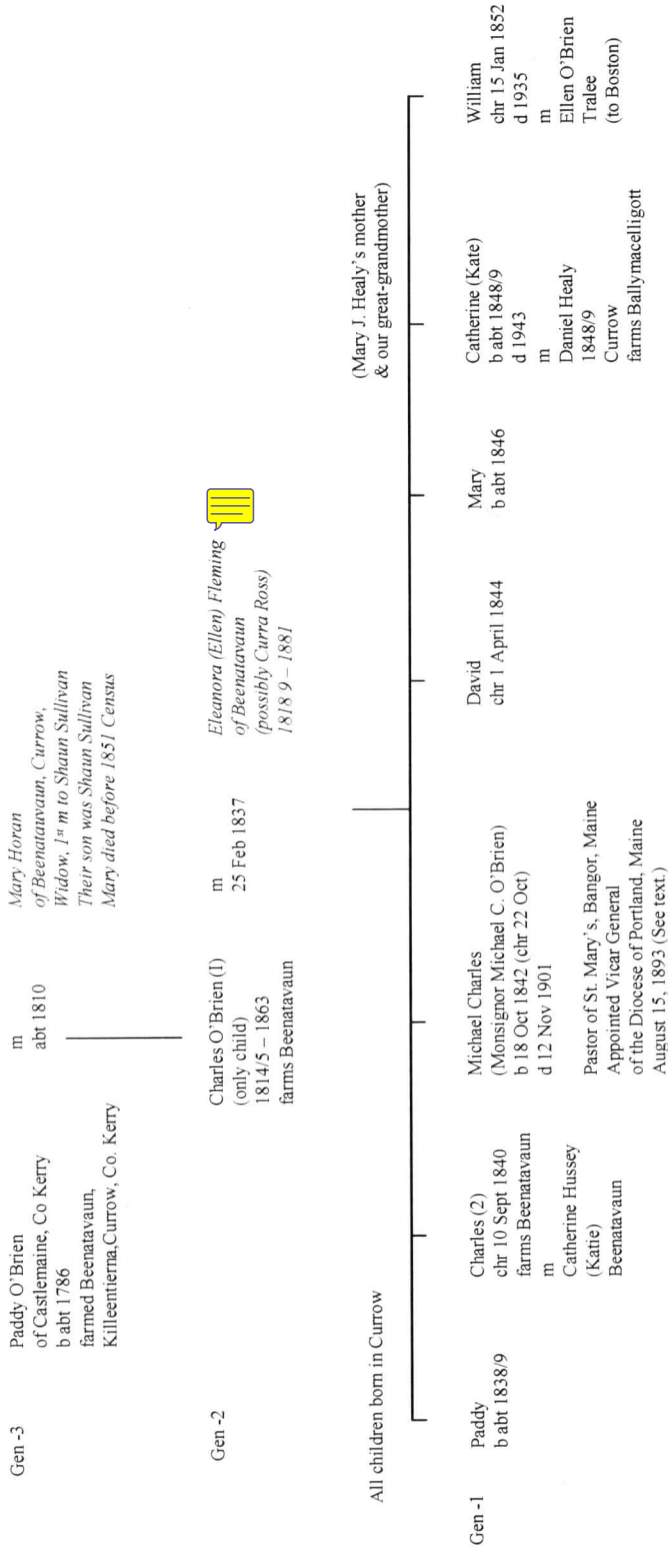 Gen -3
Paddy O'Brien
of Castlemaine, Co Kerry
b abt 1786
farmed Beenatavaun,
Killeentierna,Currow, Co. Kerry
m
abt 1810
Mary Horan
of Beenatauvaun, Currow,
Widow, 1st m to Shaun Sullivan
Their son was Shaun Sullivan
Mary died before 1851 Census
Gen -2
Charles O'Brien (1)
(only child)
1814/5 – 1863
farms Beenatavaun
m
25 Feb 1837
Eleanora (Ellen) Fleming
of Beenatavaun
(possibly Curra Ross)
1818 9 – 1881
All children born in Currow
(Mary J. Healy's mother
& our great-grandmother)
Gen -1
Paddy
b abt 1838/9
Charles (2)
chr 10 Sept 1840
farms Beenatavaun
m
Catherine Hussey
(Katie)
Beenatavaun
Michael Charles
(Monsignor Michael C. O'Brien)
b 18 Oct 1842 (chr 22 Oct)
d 12 Nov 1901
Pastor of St. Mary's, Bangor, Maine
Appointed Vicar General
of the Diocese of Portland, Maine
August 15, 1893 (See text.)
David
chr 1 April 1844
Mary
b abt 1846
Catherine (Kate)
b abt 1848/9
d 1943
m
Daniel Healy
1848/9
Currow
farms Ballymacelligott
William
chr 15 Jan 1852
d 1935
m
Ellen O'Brien
Tralee
(to Boston)